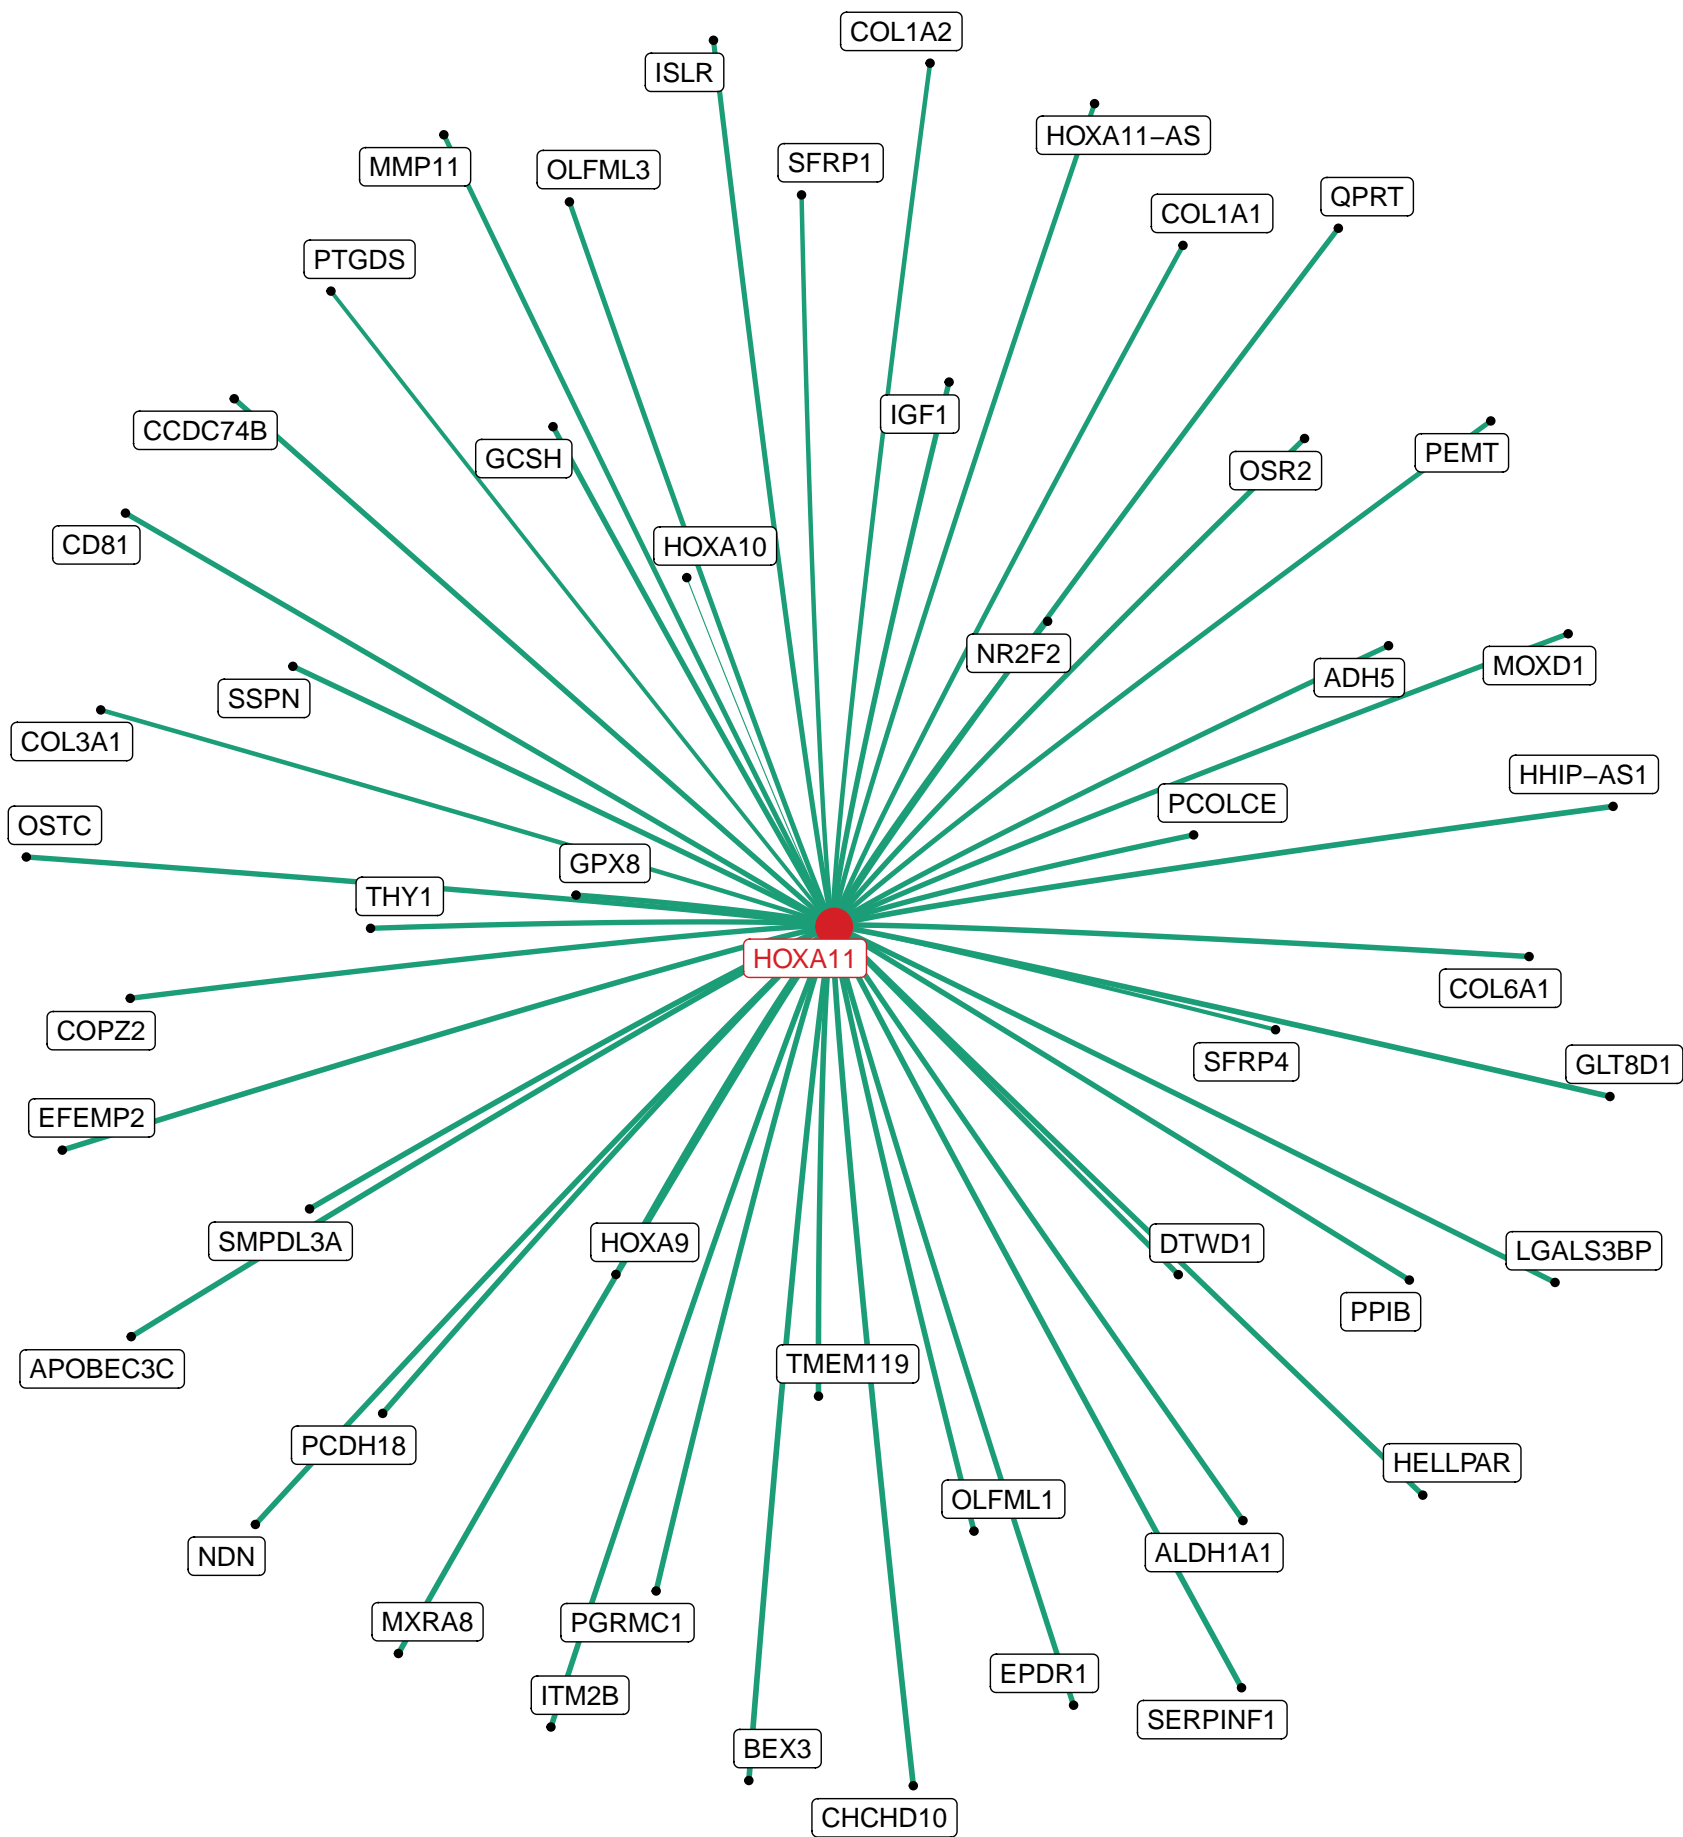 COL1A2
ISLR
HOXA11–AS
SFRP1
MMP11
OLFML3
QPRT
COL1A1
PTGDS
IGF1
CCDC74B
PEMT
GCSH
OSR2
CD81
HOXA10
NR2F2
MOXD1
ADH5
SSPN
COL3A1
HHIP–AS1
PCOLCE
OSTC
GPX8
THY1
HOXA11
COL6A1
COPZ2
SFRP4
GLT8D1
EFEMP2
SMPDL3A
HOXA9
DTWD1
LGALS3BP
PPIB
TMEM119
APOBEC3C
PCDH18
HELLPAR
OLFML1
ALDH1A1
NDN
MXRA8
PGRMC1
EPDR1
ITM2B
SERPINF1
BEX3
CHCHD10